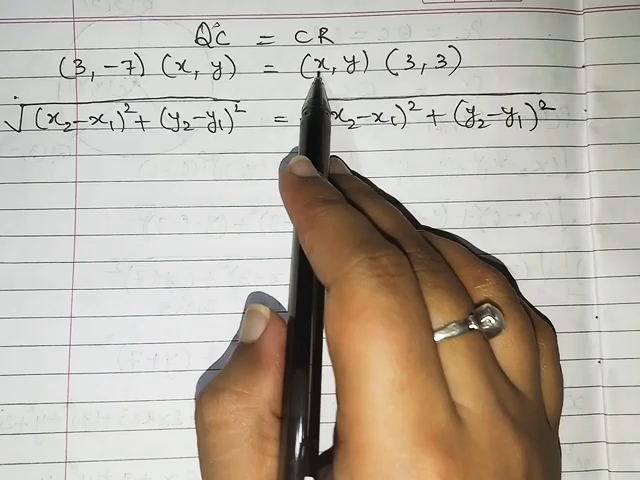 QC = CR
(3, -7) (x, y) = (x, y) (3, 3)
√(x₂-x₁)²+(y₂-y₁)² = x₂-x₁)²+(y₂-y₁)²